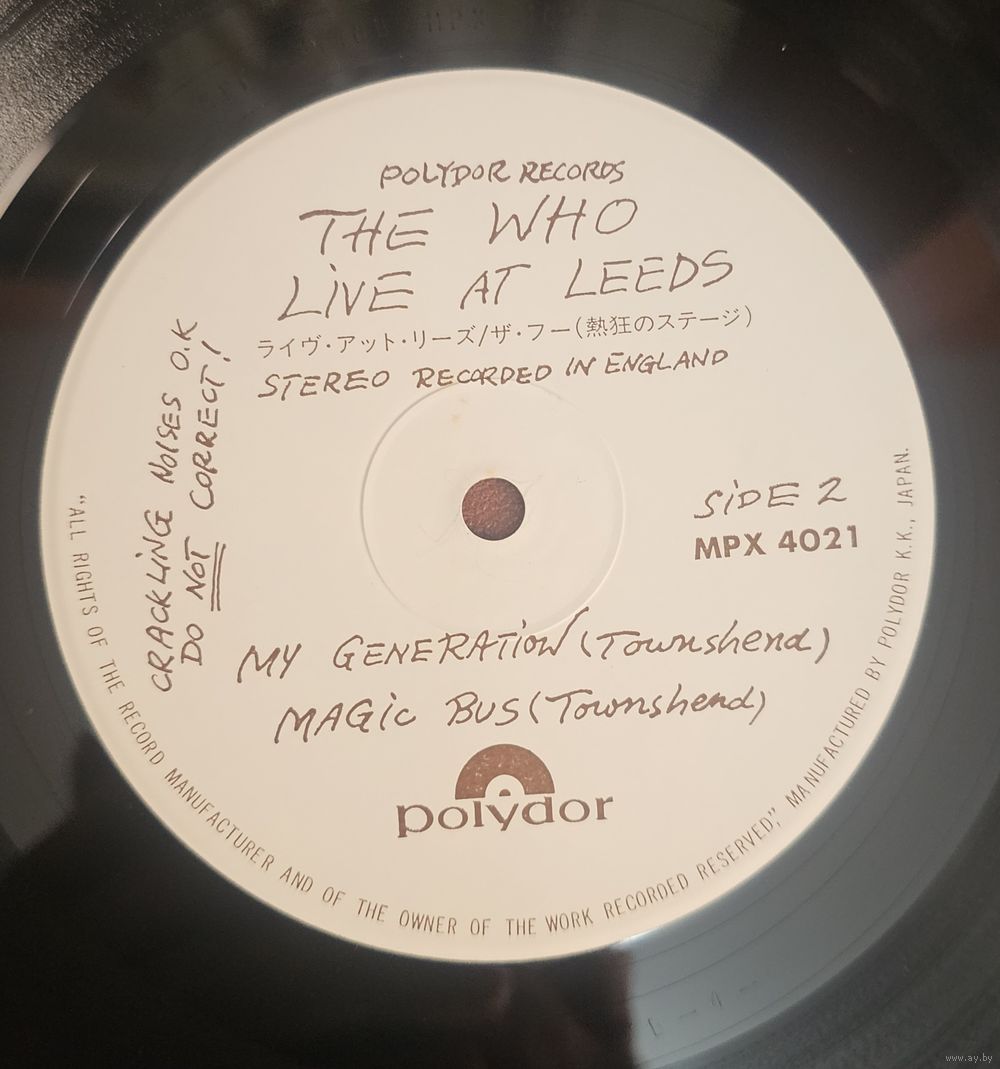 POLYDOR RECORDS
THE WHO
LiVE AT LEEDS
ライヴ・アット・リーズ/ザ・フー(熱狂のステージ)
STEREO RECORDED IN ENGLAND
CRACKLiNG NOiSES O.K
DO NOT CORRECT!
SiDE 2
MPX 4021
MY GENERATiON (Townshend)
MAGiC BUS (Townshend)
polydor
"ALL RIGHTS OF THE RECORD MANUFACTURER AND OF THE OWNER OF THE WORK RECORDED RESERVED," MANUFACTURED BY POLYDOR K.K., JAPAN.
www.ay.by